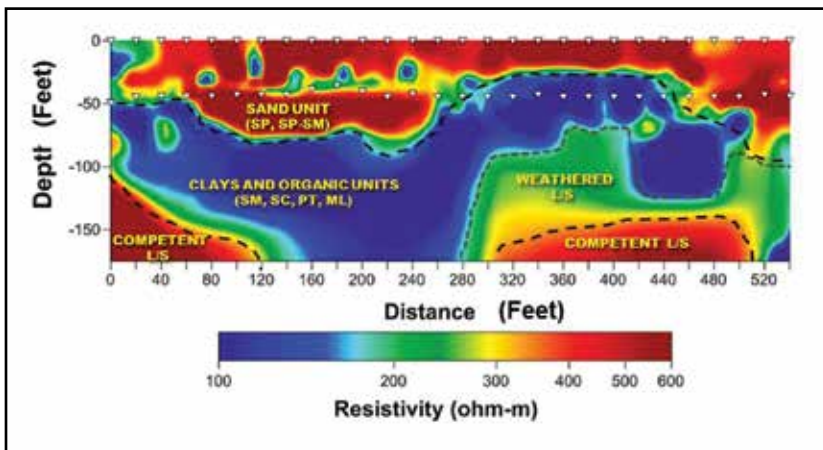 0
-50
-100
-150
Depth (Feet)
SAND UNIT
(SP, SP-SM)
CLAYS AND ORGANIC UNITS
(SM, SC, PT, ML)
WEATHERED
L/S
COMPETENT
L/S
COMPETENT L/S
0 40 80 120 160 200 240 280 320 360 400 440 480 520
Distance (Feet)
100 200 300 400 500 600
Resistivity (ohm-m)